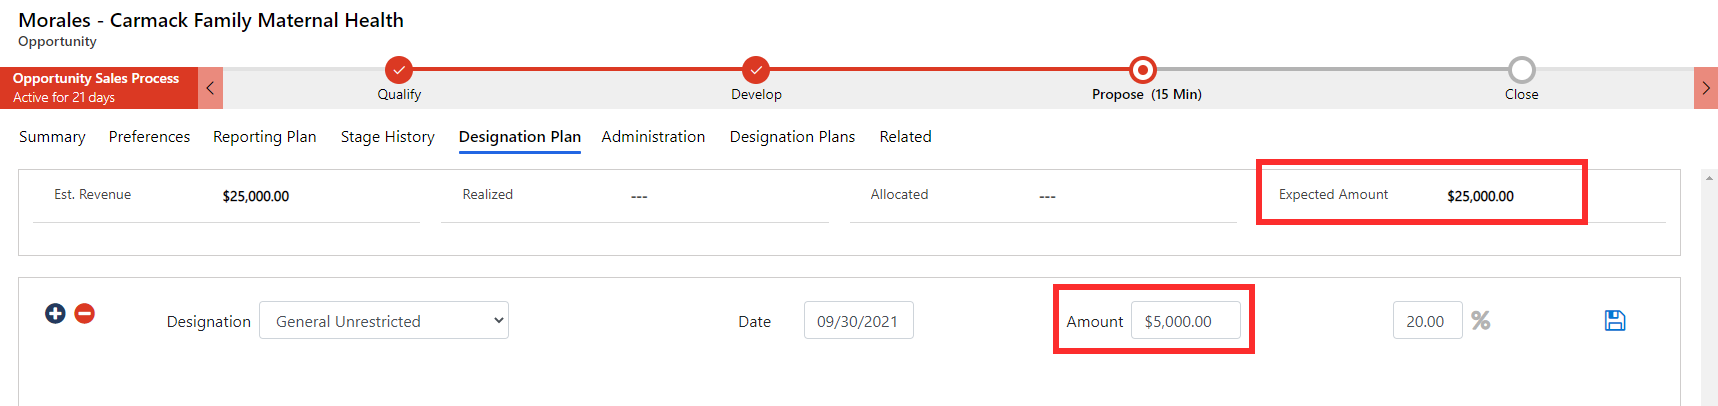 Morales - Carmack Family Maternal Health
Opportunity
Opportunity Sales Process
Active for 21 days
Qualify
Develop
Propose (15 Min)
Close
Summary Preferences Reporting Plan Stage History Designation Plan Administration Designation Plans Related
Est. Revenue $25,000.00 Realized --- Allocated --- Expected Amount $25,000.00
Designation General Unrestricted Date 09/30/2021 Amount $5,000.00 20.00 %